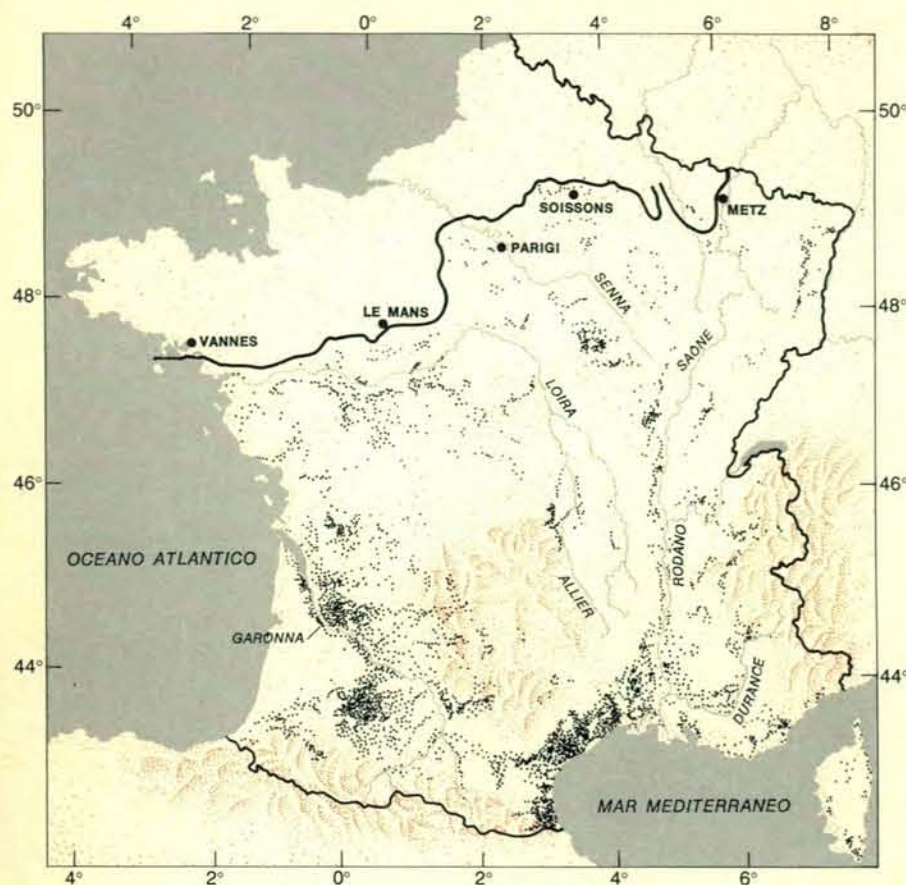 4° 2° 0° 2° 4° 6° 8°
50° 50°
SOISSONS
METZ
PARIGI
48° 48°
SENNA
LE MANS
VANNES
SAONE
LOIRA
46° 46°
OCEANO ATLANTICO
RODANO
ALLIER
GARONNA
44° 44°
DURANCE
MAR MEDITERRANEO
4° 2° 0° 2° 4° 6° 8°